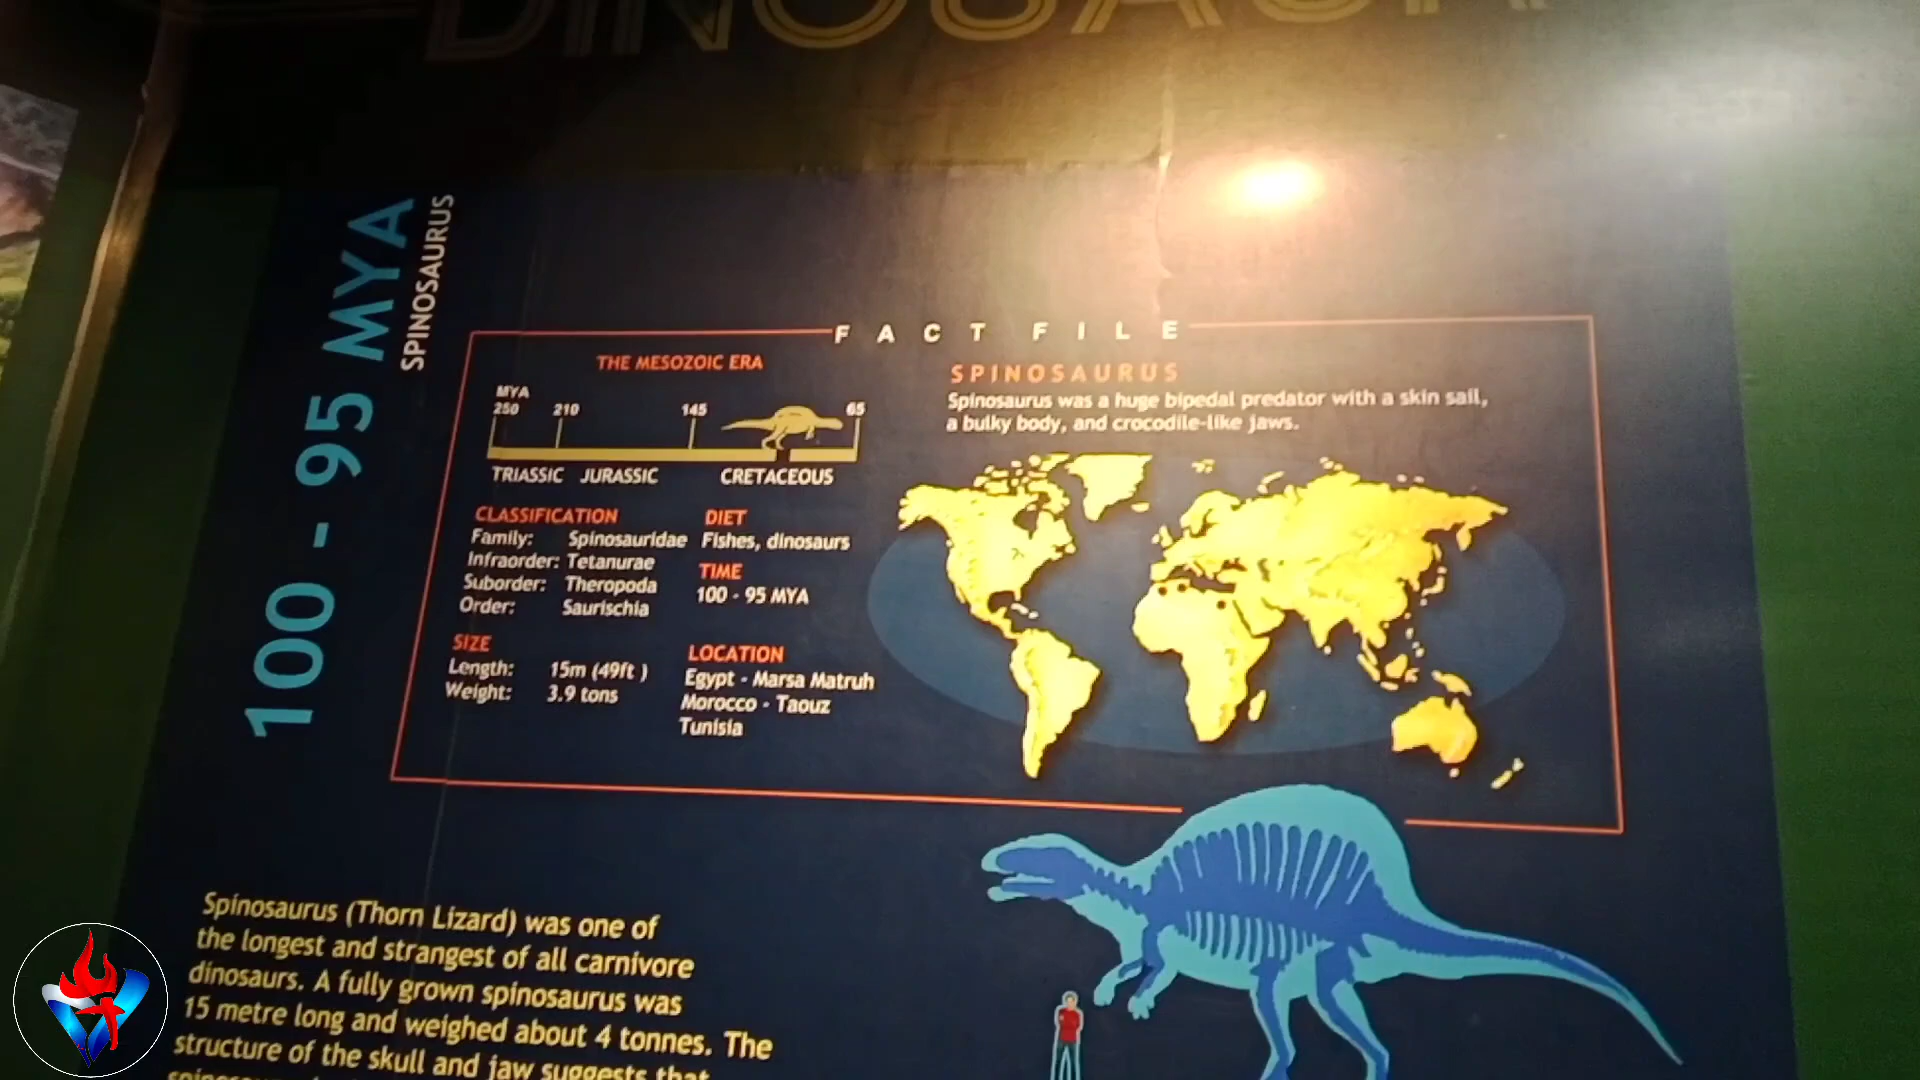 DINOSAUR
100 - 95 MYA
SPINOSAURUS
FACT FILE
THE MESOZOIC ERA
MYA
250 210 145 65
TRIASSIC JURASSIC CRETACEOUS
SPINOSAURUS
Spinosaurus was a huge bipedal predator with a skin sail,
a bulky body, and crocodile-like jaws.
CLASSIFICATION
Family: Spinosauridae
Infraorder: Tetanurae
Suborder: Theropoda
Order: Saurischia
DIET
Fishes, dinosaurs
TIME
100 - 95 MYA
SIZE
Length: 15m (49ft )
Weight: 3.9 tons
LOCATION
Egypt - Marsa Matruh
Morocco - Taouz
Tunisia
Spinosaurus (Thorn Lizard) was one of
the longest and strangest of all carnivore
dinosaurs. A fully grown spinosaurus was
15 metre long and weighed about 4 tonnes. The
structure of the skull and jaw suggests that